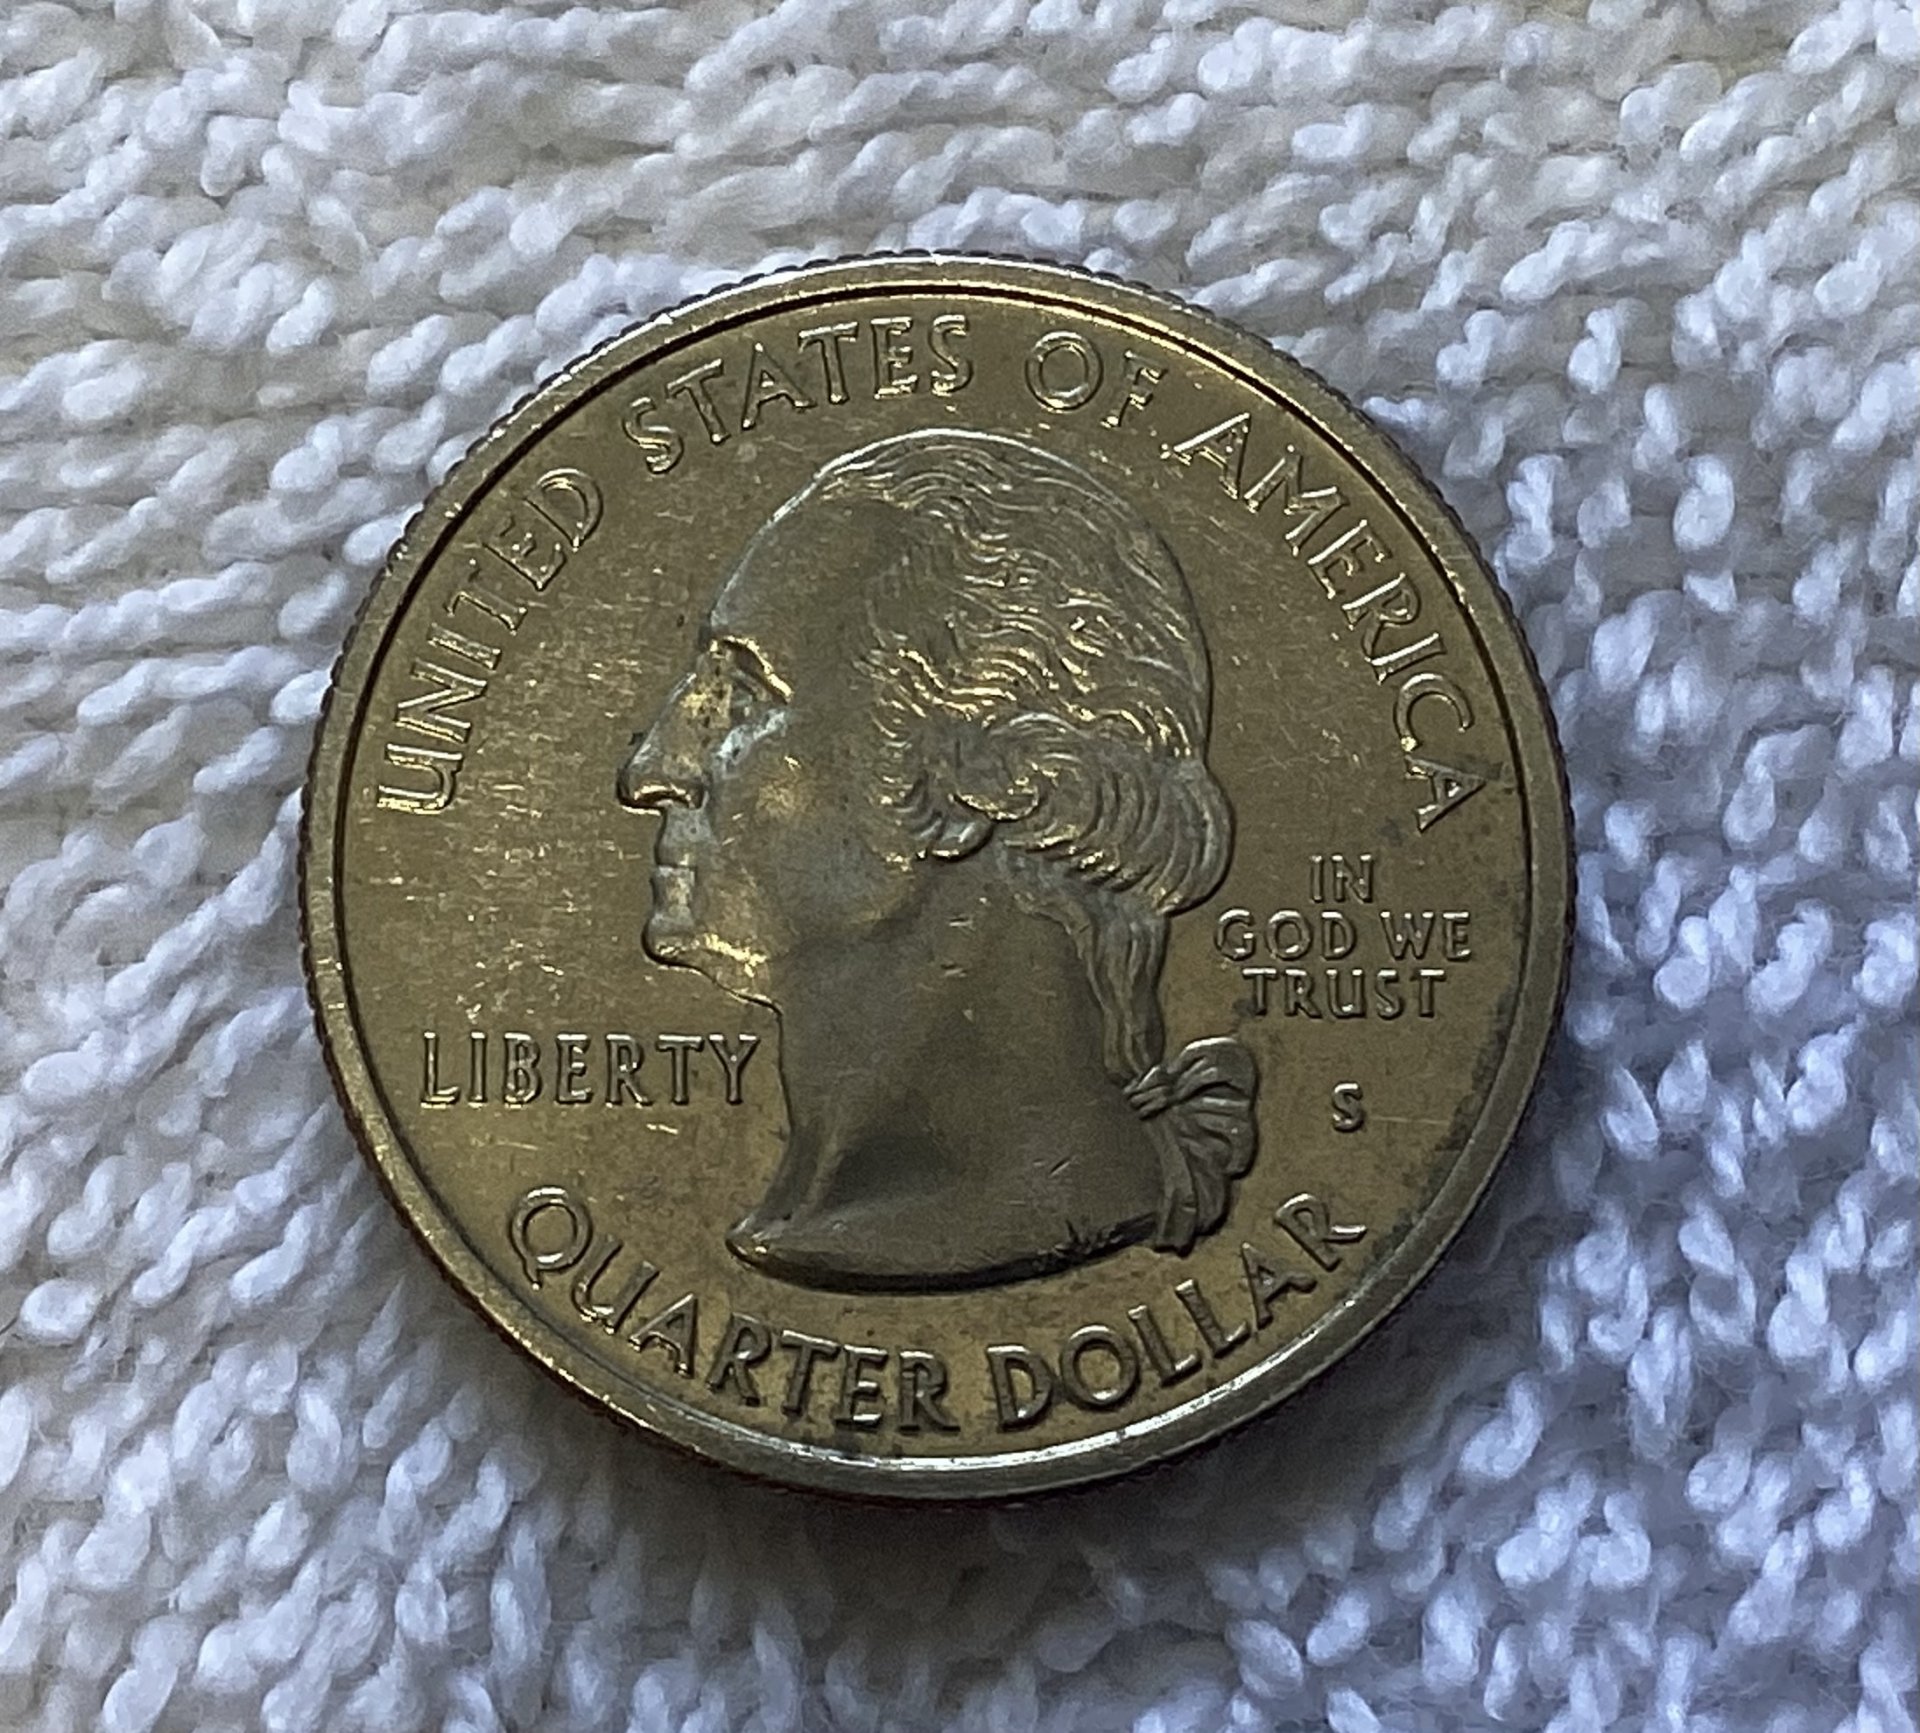 UNITED STATES OF AMERICA
IN
GOD WE
TRUST
LIBERTY
S
QUARTER DOLLAR